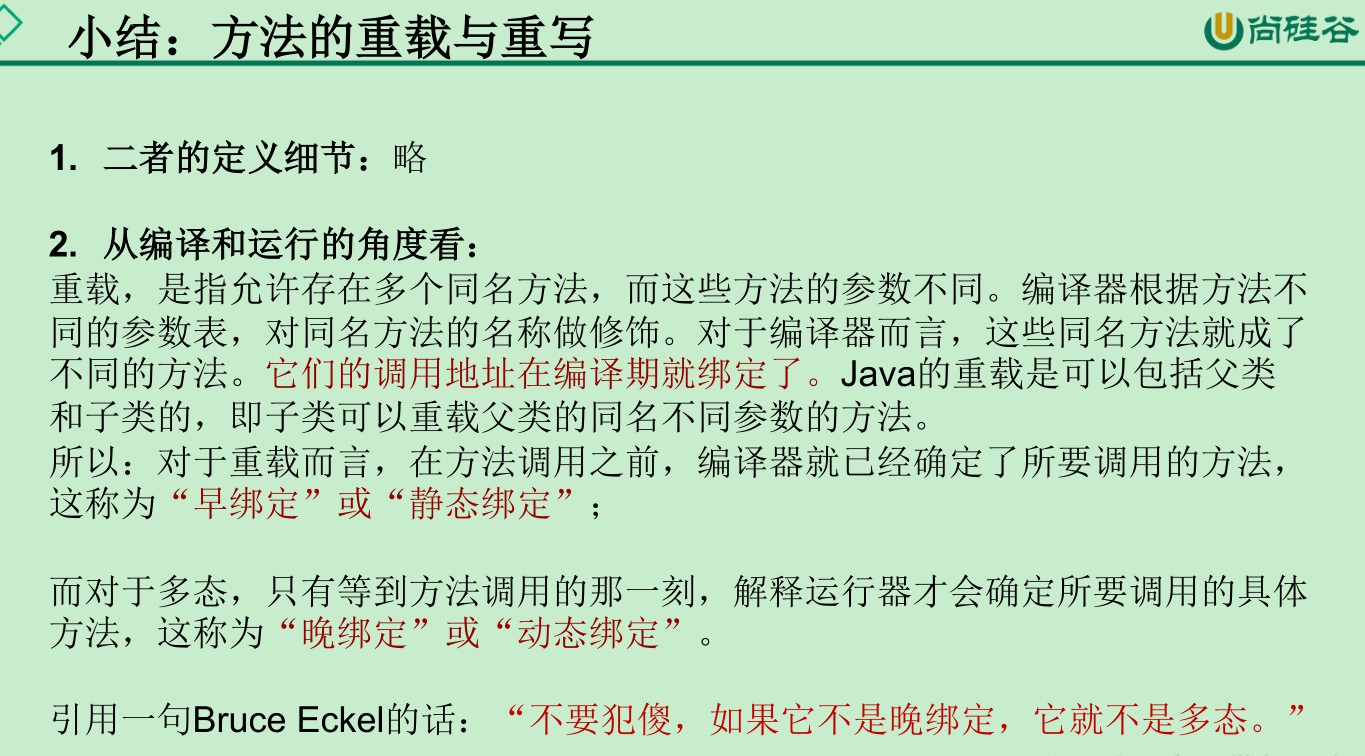 小结：方法的重载与重写
尚硅谷
1. 二者的定义细节：略
2. 从编译和运行的角度看：
重载，是指允许存在多个同名方法，而这些方法的参数不同。编译器根据方法不
同的参数表，对同名方法的名称做修饰。对于编译器而言，这些同名方法就成了
不同的方法。它们的调用地址在编译期就绑定了。Java的重载是可以包括父类
和子类的，即子类可以重载父类的同名不同参数的方法。
所以：对于重载而言，在方法调用之前，编译器就已经确定了所要调用的方法，
这称为“早绑定”或“静态绑定”；
而对于多态，只有等到方法调用的那一刻，解释运行器才会确定所要调用的具体
方法，这称为“晚绑定”或“动态绑定”。
引用一句Bruce Eckel的话：“不要犯傻，如果它不是晚绑定，它就不是多态。”